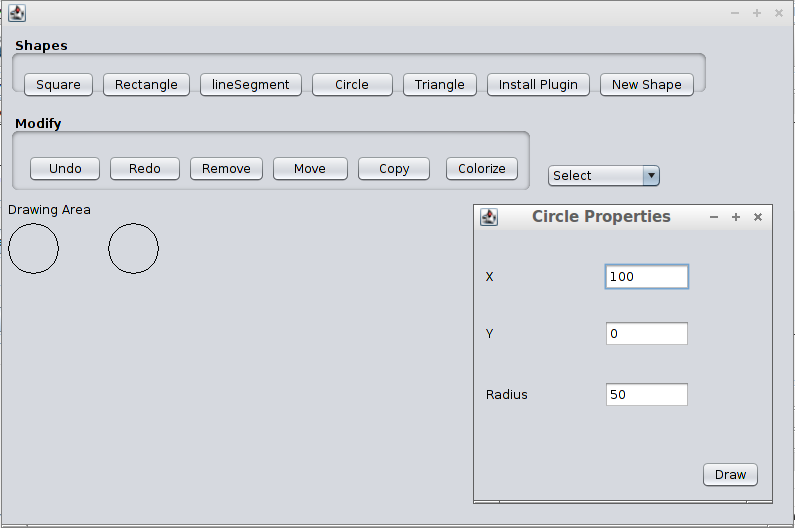 Shapes
Square Rectangle lineSegment Circle Triangle Install Plugin New Shape
Modify
Undo Redo Remove Move Copy Colorize Select
Drawing Area
Circle Properties
X 100
Y 0
Radius 50
Draw